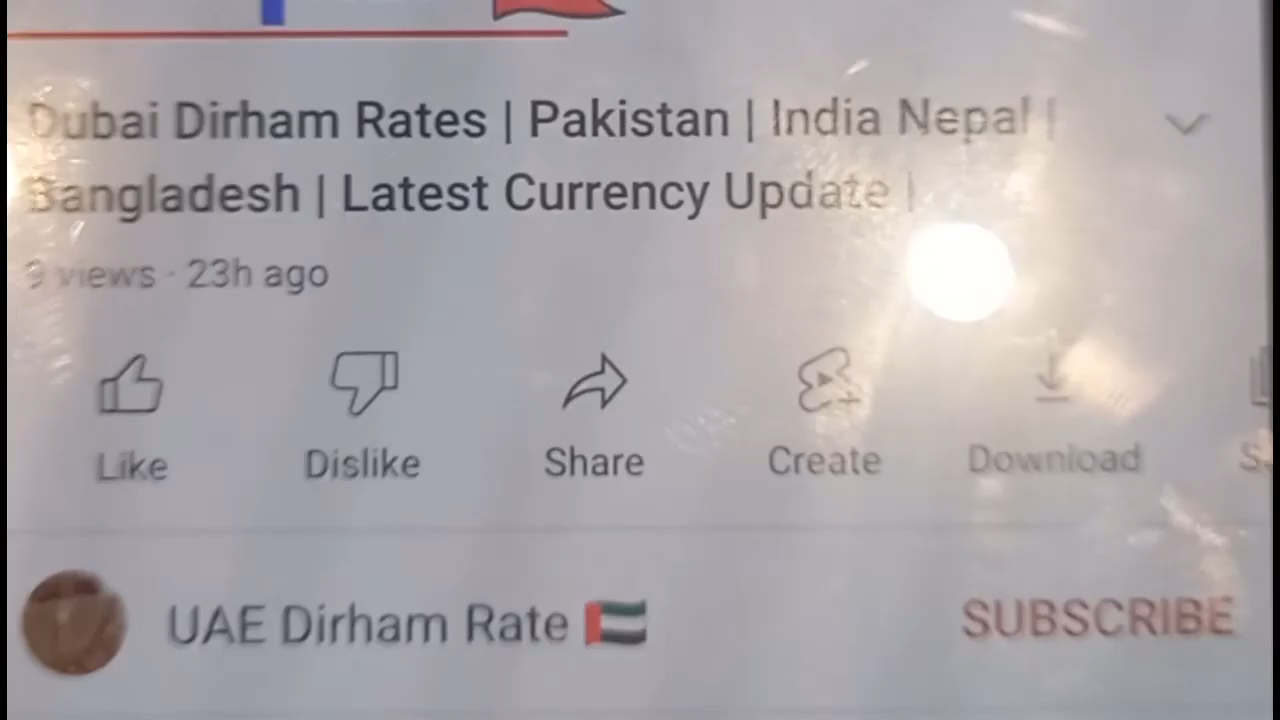 Dubai Dirham Rates | Pakistan | India Nepal |
Bangladesh | Latest Currency Update |
9 views · 23h ago
Like Dislike Share Create Download
UAE Dirham Rate 🇦🇪 SUBSCRIBE